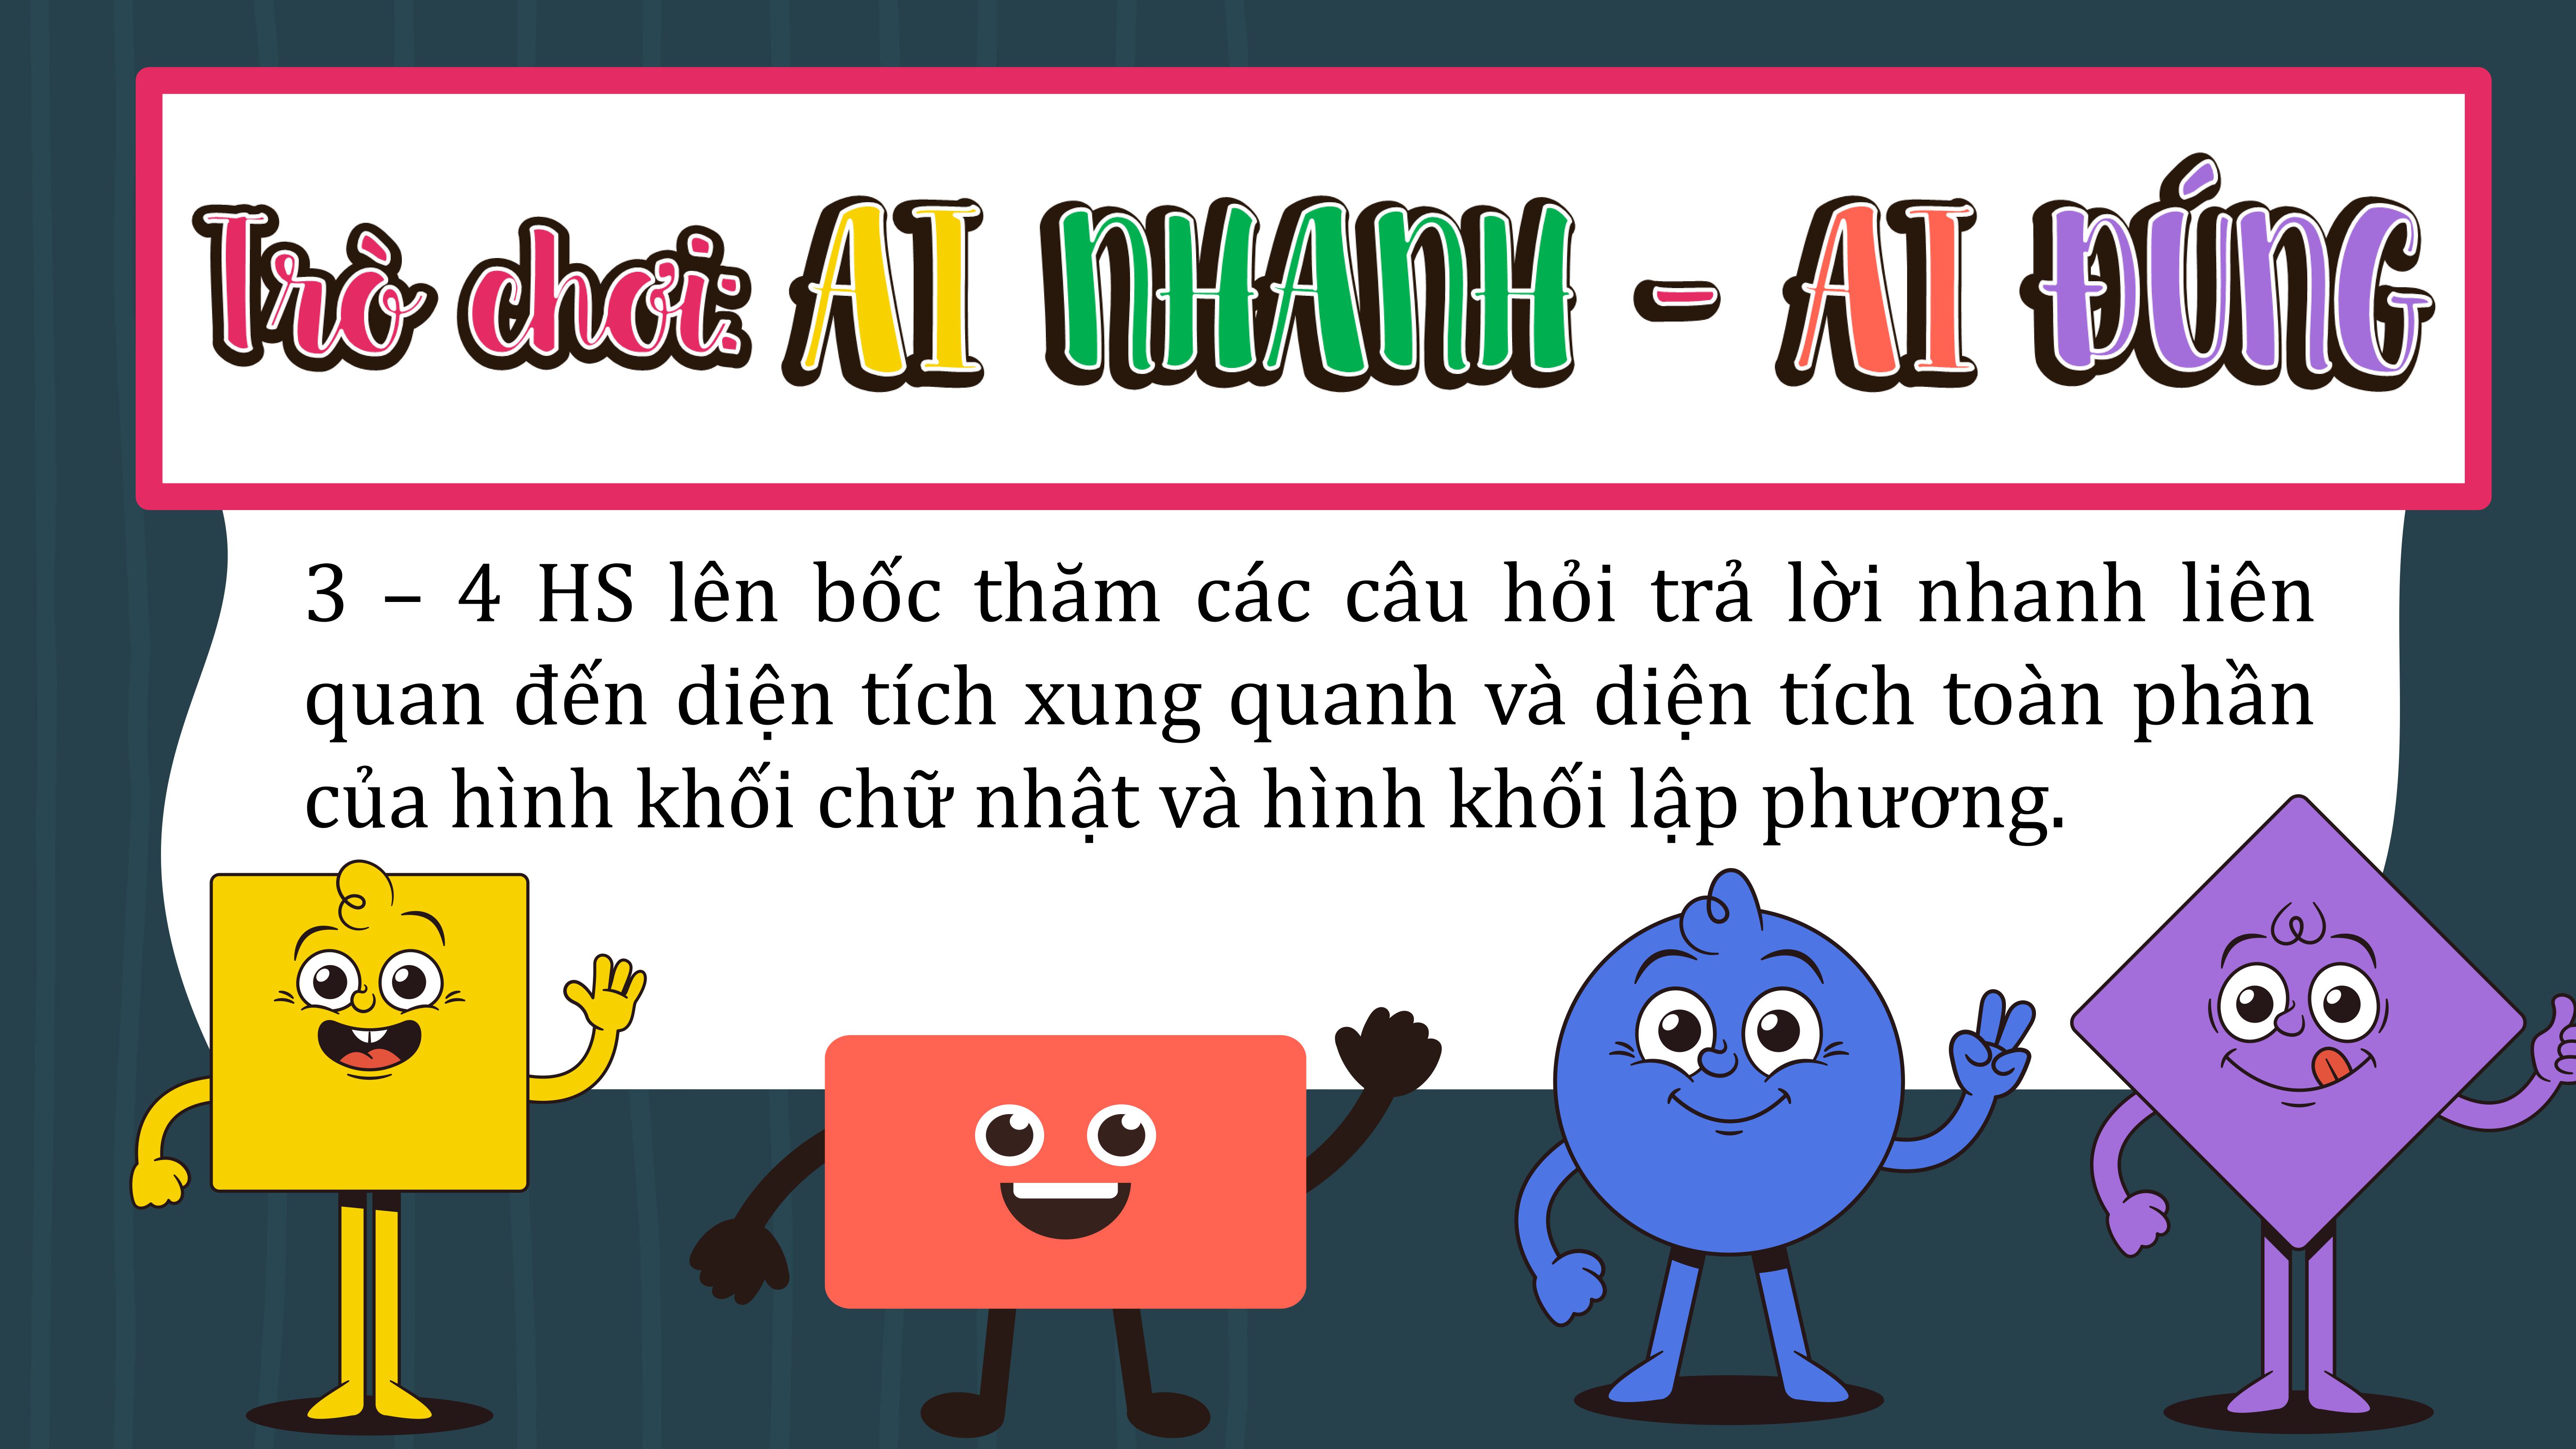 Trò chơi: AI NHANH - AI ĐÚNG
3 – 4 HS lên bốc thăm các câu hỏi trả lời nhanh liên
quan đến diện tích xung quanh và diện tích toàn phần
của hình khối chữ nhật và hình khối lập phương.